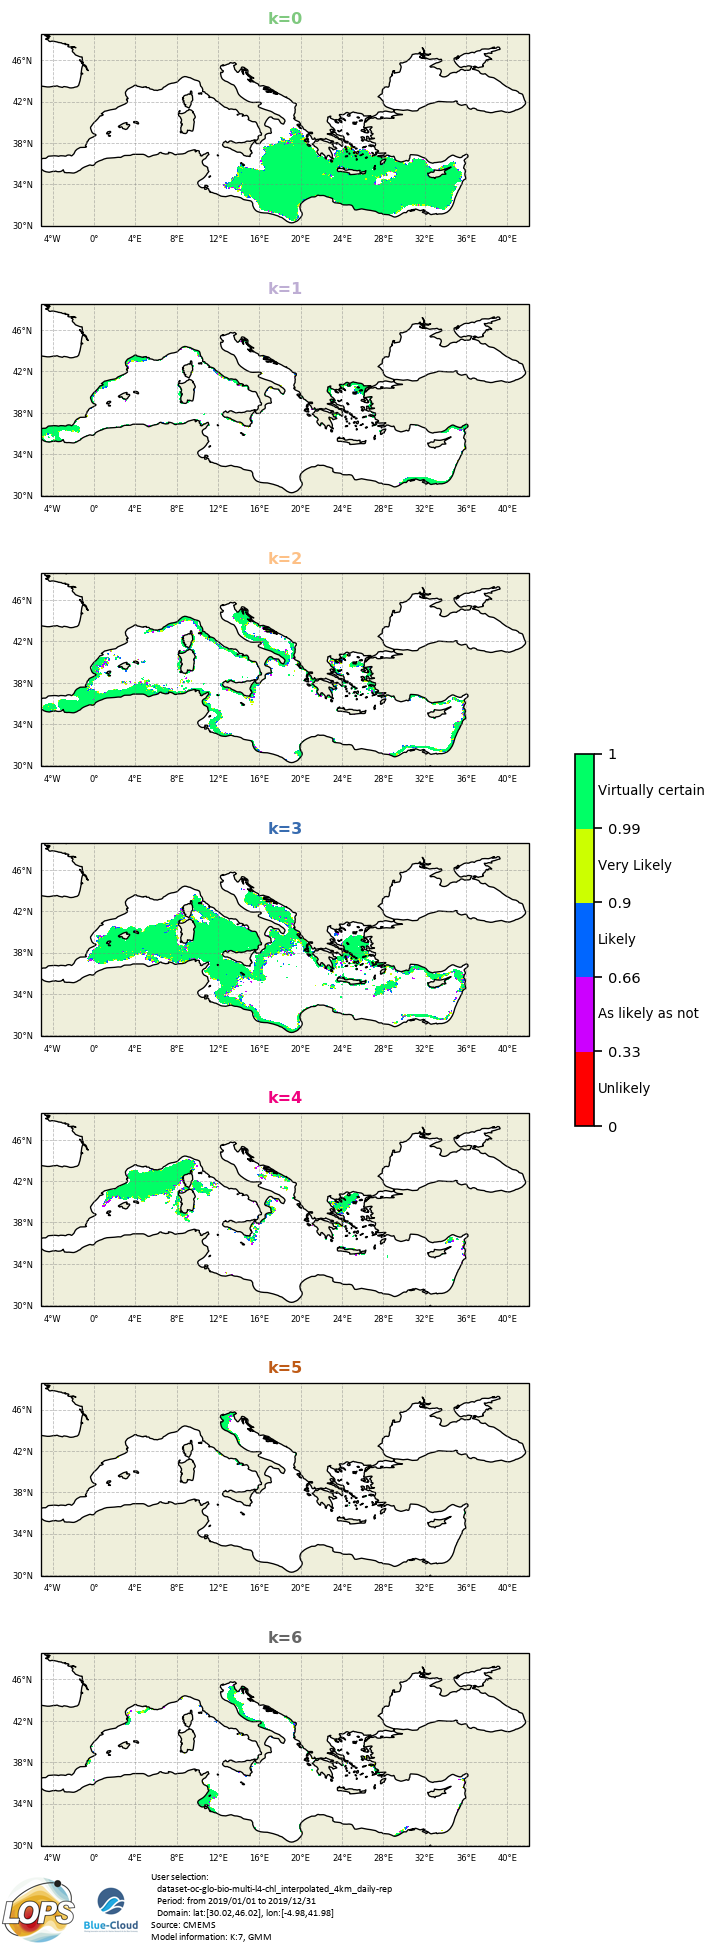 k=0
46°N
42°N
38°N
34°N
30°N
4°W 0° 4°E 8°E 12°E 16°E 20°E 24°E 28°E 32°E 36°E 40°E
k=1
46°N
42°N
38°N
34°N
30°N
4°W 0° 4°E 8°E 12°E 16°E 20°E 24°E 28°E 32°E 36°E 40°E
k=2
46°N
42°N
38°N
34°N
30°N
4°W 0° 4°E 8°E 12°E 16°E 20°E 24°E 28°E 32°E 36°E 40°E
1
Virtually certain
0.99
Very Likely
0.9
Likely
0.66
As likely as not
0.33
Unlikely
0
k=3
46°N
42°N
38°N
34°N
30°N
4°W 0° 4°E 8°E 12°E 16°E 20°E 24°E 28°E 32°E 36°E 40°E
k=4
46°N
42°N
38°N
34°N
30°N
4°W 0° 4°E 8°E 12°E 16°E 20°E 24°E 28°E 32°E 36°E 40°E
k=5
46°N
42°N
38°N
34°N
30°N
4°W 0° 4°E 8°E 12°E 16°E 20°E 24°E 28°E 32°E 36°E 40°E
k=6
46°N
42°N
38°N
34°N
30°N
4°W 0° 4°E 8°E 12°E 16°E 20°E 24°E 28°E 32°E 36°E 40°E
LOPS
Blue-Cloud
User selection:
dataset-oc-glo-bio-multi-l4-chl_interpolated_4km_daily-rep
Period: from 2019/01/01 to 2019/12/31
Domain: lat:[30.02,46.02], lon:[-4.98,41.98]
Source: CMEMS
Model information: K:7, GMM